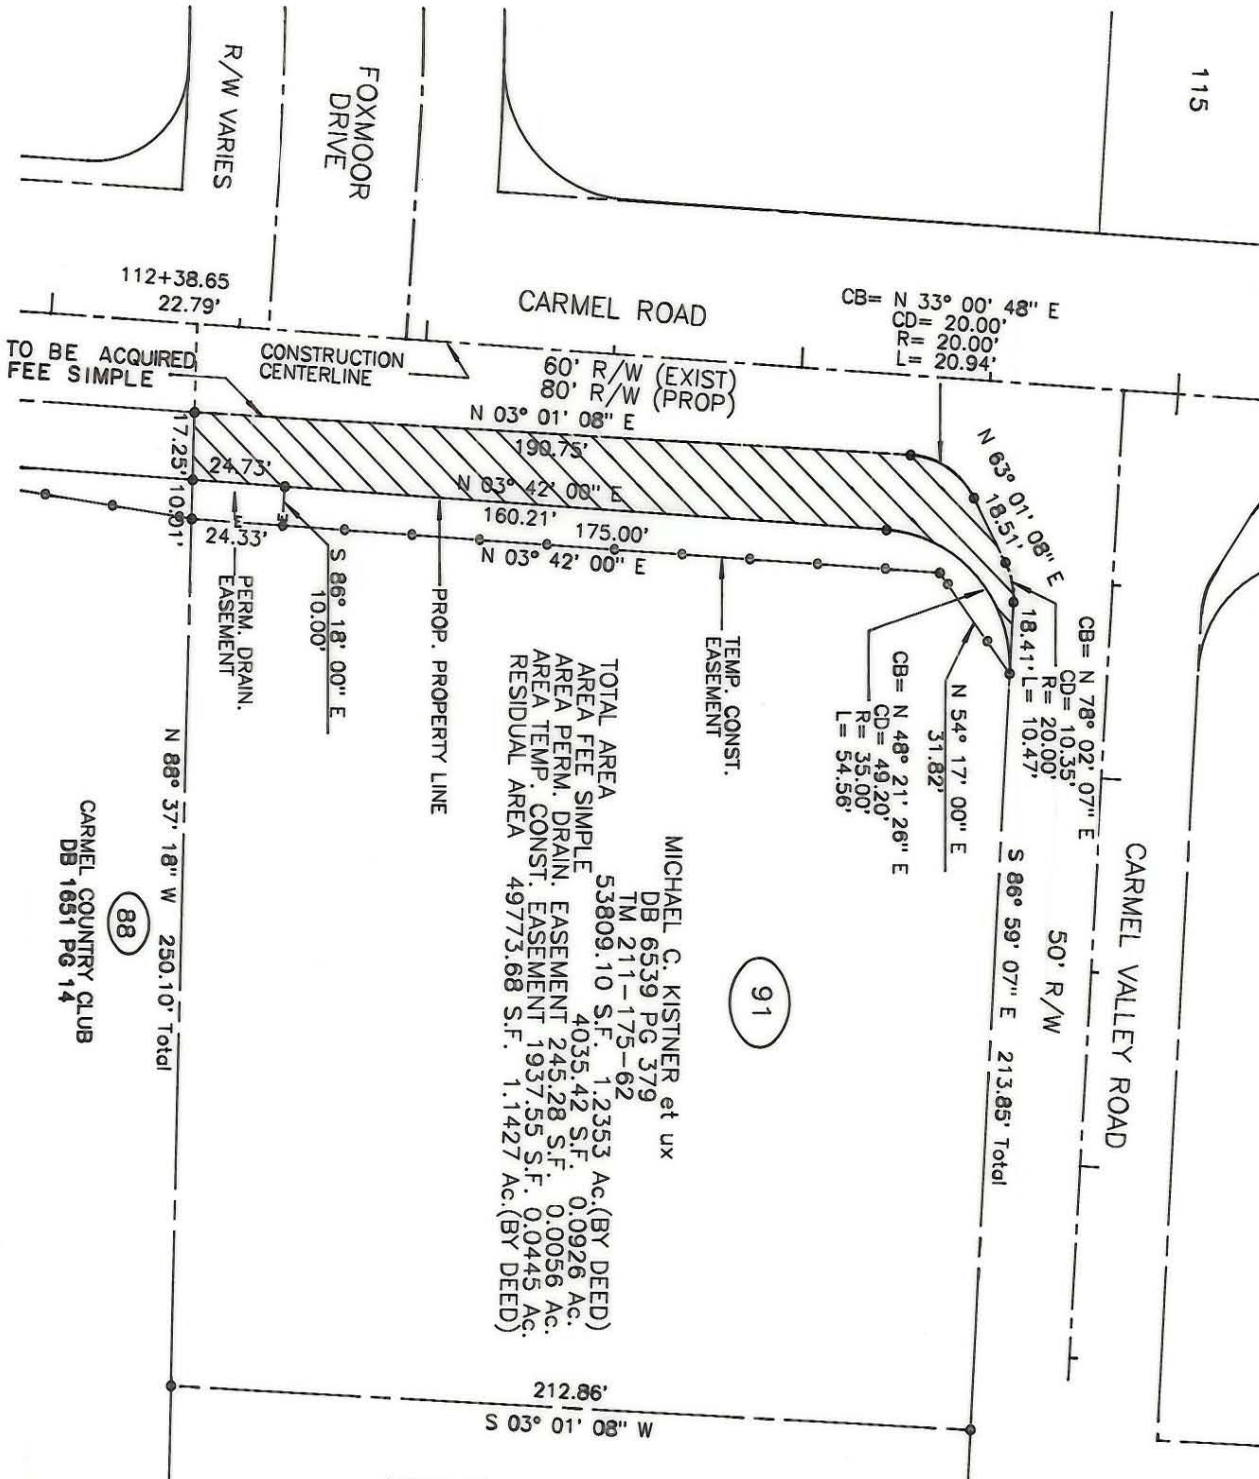 115
R/W VARIES
FOXMOOR
DRIVE
112+38.65
22.79'
CARMEL ROAD
CB= N 33° 00' 48" E
CD= 20.00'
R= 20.00'
L= 20.94'
TO BE ACQUIRED
FEE SIMPLE
CONSTRUCTION
CENTERLINE
60' R/W (EXIST)
80' R/W (PROP)
N 03° 01' 08" E
190.75'
17.25'
24.73'
N 03° 42' 00" E
160.21'
175.00'
N 03° 42' 00" E
10.01'
24.33'
N 63° 01' 08" E
18.51'
CB= N 78° 02' 07" E
CD= 10.35'
R= 20.00'
L= 10.47'
18.41'
S 86° 18' 00" E
10.00'
PERM. DRAIN.
EASEMENT
PROP. PROPERTY LINE
TEMP. CONST.
EASEMENT
N 54° 17' 00" E
31.82'
CB= N 48° 21' 26" E
CD= 49.20'
R= 35.00'
L= 54.56'
CARMEL VALLEY ROAD
50' R/W
S 86° 59' 07" E 213.85' Total
91
MICHAEL C. KISTNER et ux
DB 6539 PG 379
TM 211-175-62
TOTAL AREA 53809.10 S.F. 1.2353 Ac.(BY DEED)
AREA FEE SIMPLE 4035.42 S.F. 0.0926 Ac.
AREA PERM. DRAIN. EASEMENT 245.28 S.F. 0.0056 Ac.
AREA TEMP. CONST. EASEMENT 1937.55 S.F. 0.0445 Ac.
RESIDUAL AREA 49773.68 S.F. 1.1427 Ac.(BY DEED)
N 88° 37' 18" W 250.10' Total
88
CARMEL COUNTRY CLUB
DB 1651 PG 14
212.86'
S 03° 01' 08" W